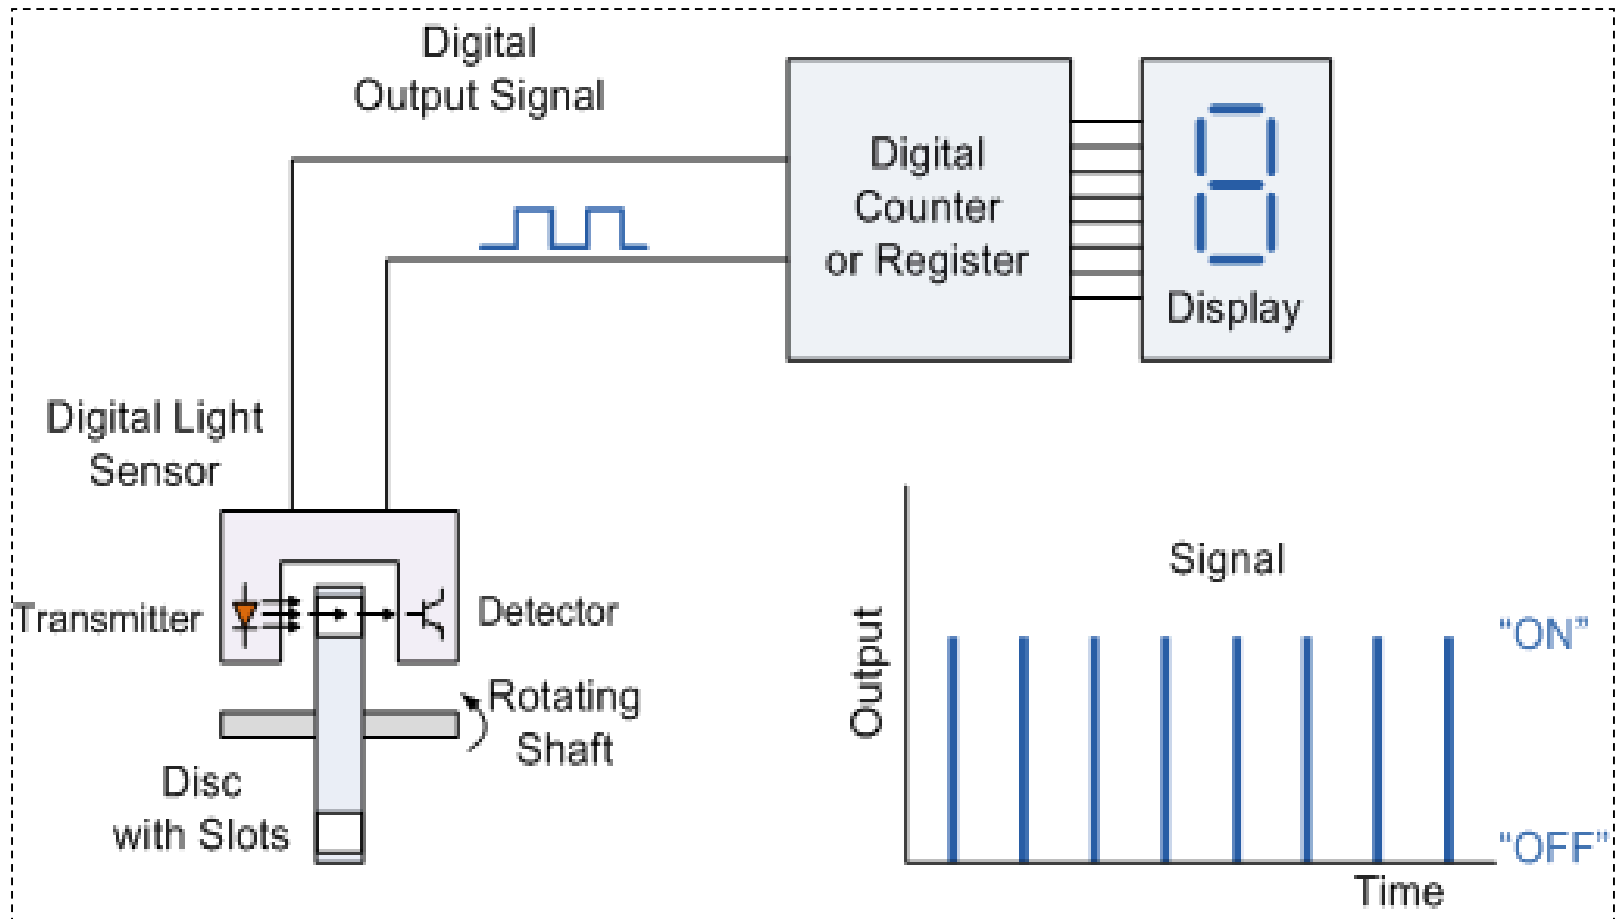 Digital
Output Signal
Digital
Counter
or Register
Display
Digital Light
Sensor
Transmitter
Detector
Rotating
Shaft
Disc
with Slots
Signal
Output
“ON”
“OFF”
Time